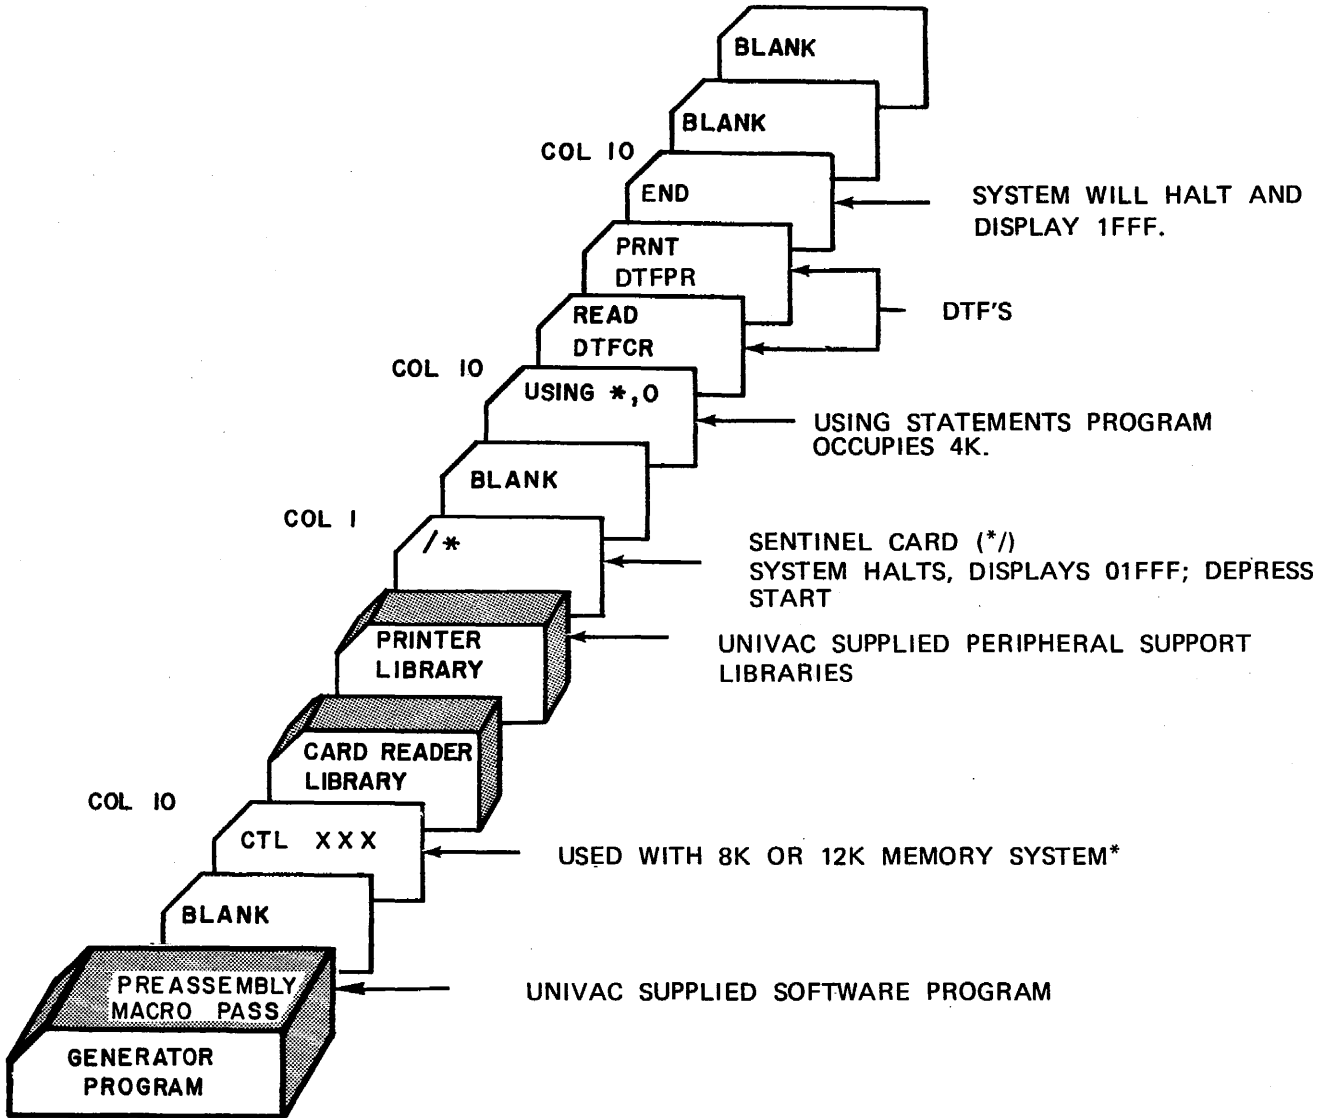 BLANK
BLANK
COL 10
END
SYSTEM WILL HALT AND
DISPLAY 1FFF.
PRNT
DTFPR
DTF'S
READ
DTFCR
COL 10
USING *,0
USING STATEMENTS PROGRAM
OCCUPIES 4K.
BLANK
COL 1
/*
SENTINEL CARD (*/)
SYSTEM HALTS, DISPLAYS 01FFF; DEPRESS
START
PRINTER
LIBRARY
UNIVAC SUPPLIED PERIPHERAL SUPPORT
LIBRARIES
CARD READER
LIBRARY
COL 10
CTL XXX
USED WITH 8K OR 12K MEMORY SYSTEM*
BLANK
PREASSEMBLY
MACRO PASS
UNIVAC SUPPLIED SOFTWARE PROGRAM
GENERATOR
PROGRAM